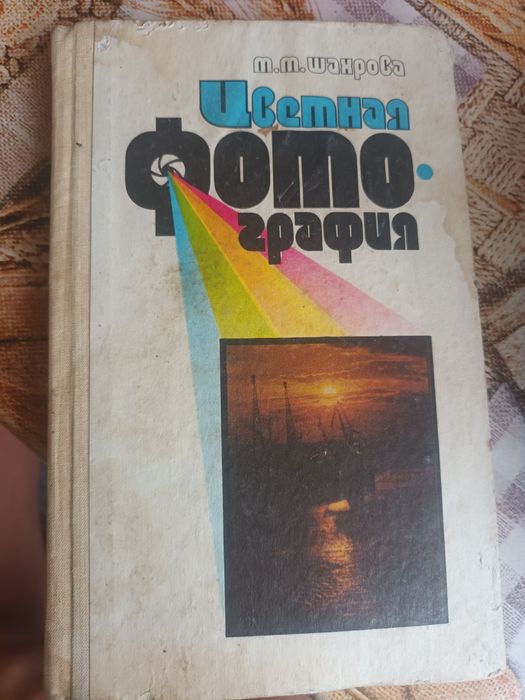 М.М.Шахрова
Цветная
фото-
графия